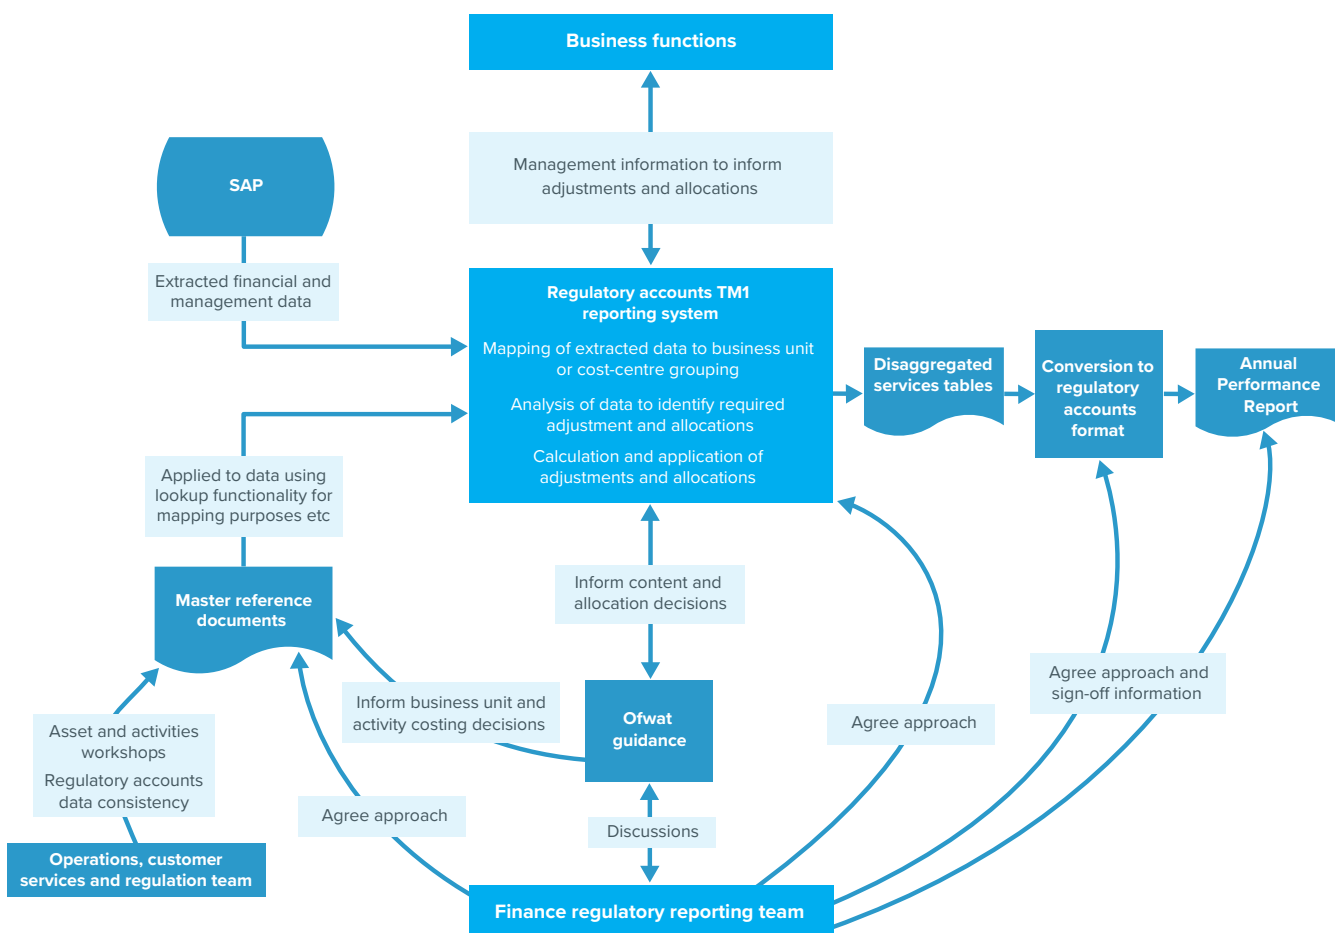 Business functions
Management information to inform
adjustments and allocations
SAP
Extracted financial and
management data
Regulatory accounts TM1
reporting system
Mapping of extracted data to business unit
or cost-centre grouping
Analysis of data to identify required
adjustment and allocations
Calculation and application of
adjustments and allocations
Disaggregated
services tables
Conversion to
regulatory
accounts
format
Annual
Performance
Report
Applied to data using
lookup functionality for
mapping purposes etc
Master reference
documents
Inform content and
allocation decisions
Inform business unit and
activity costing decisions
Ofwat
guidance
Agree approach
Agree approach and
sign-off information
Asset and activities
workshops
Regulatory accounts
data consistency
Agree approach
Discussions
Operations, customer
services and regulation team
Finance regulatory reporting team